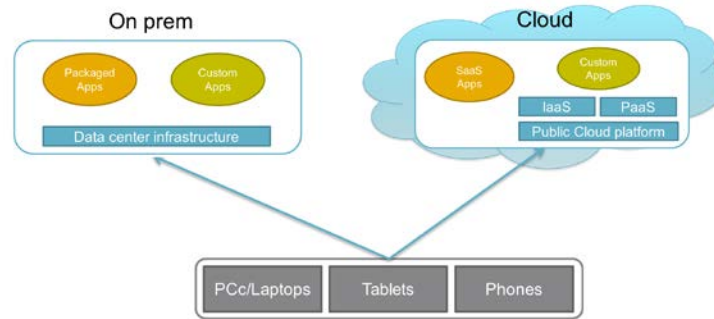 On prem
Cloud
Packaged
Apps
Custom
Apps
Data center infrastructure
SaaS
Apps
Custom
Apps
IaaS
PaaS
Public Cloud platform
PCc/Laptops
Tablets
Phones